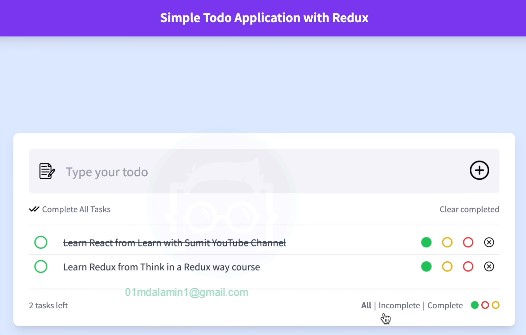 Simple Todo Application with Redux
Type your todo
Complete All Tasks
Clear completed
Learn React from Learn with Sumit YouTube Channel
Learn Redux from Think in a Redux way course
2 tasks left
All | Incomplete | Complete
01mdalamin1@gmail.com